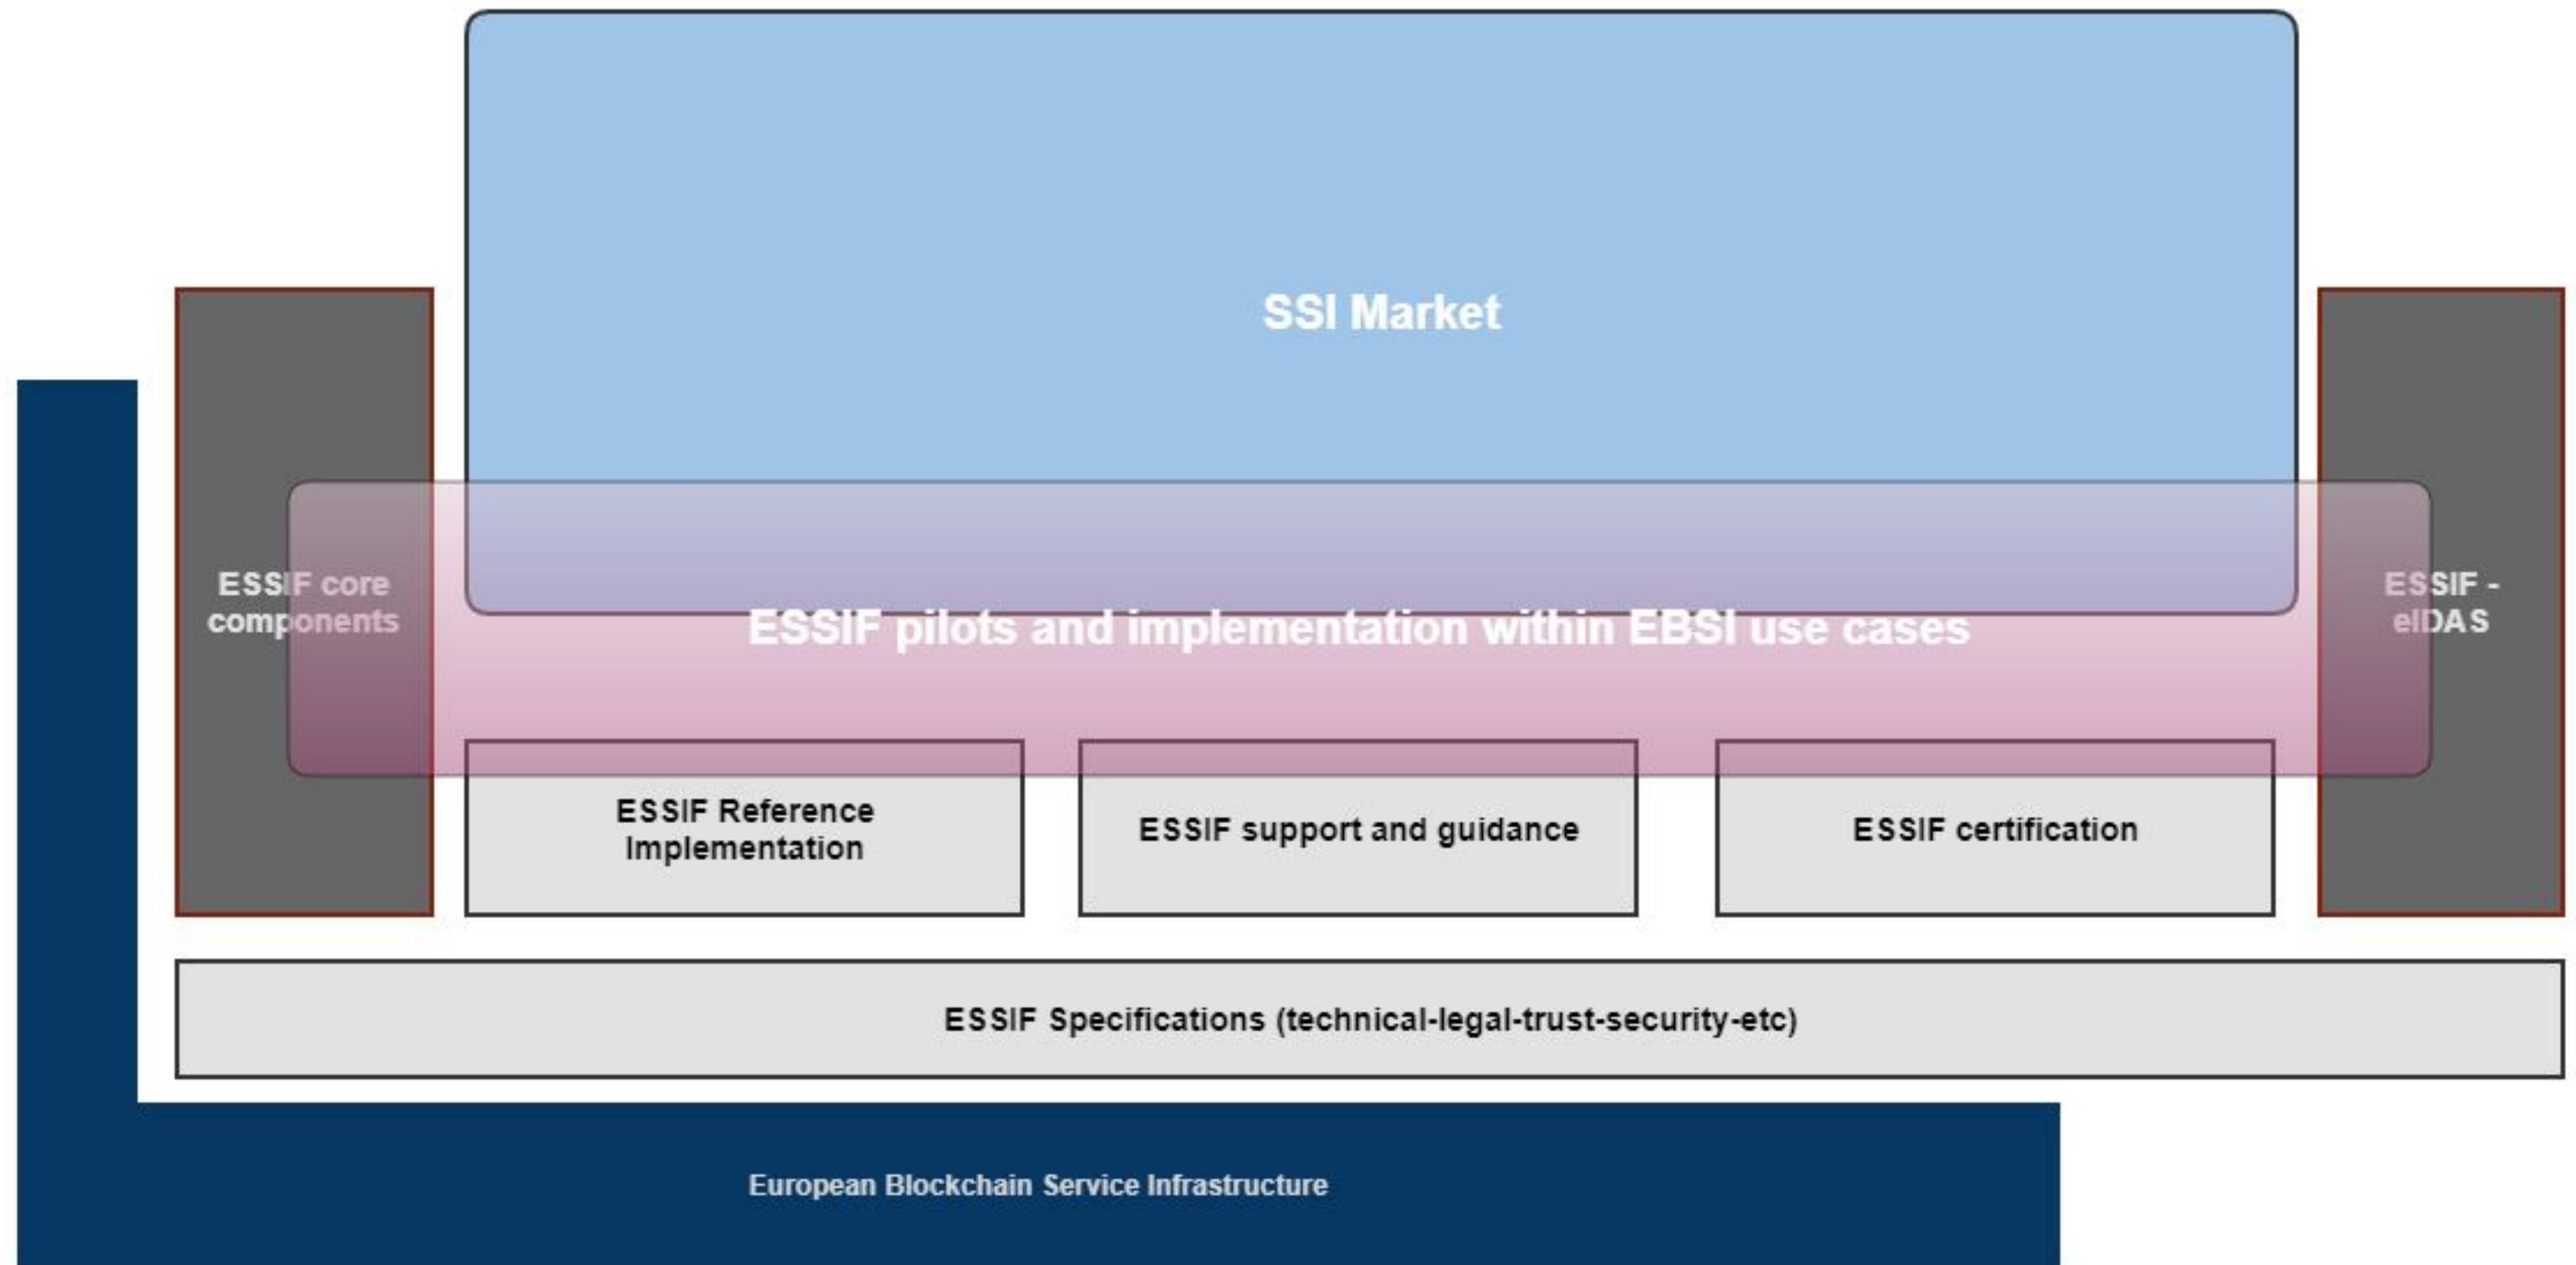 SSI Market
ESSIF core
components
ESSIF pilots and implementation within EBSI use cases
ESSIF -
eIDAS
ESSIF Reference
Implementation
ESSIF support and guidance
ESSIF certification
ESSIF Specifications (technical-legal-trust-security-etc)
European Blockchain Service Infrastructure